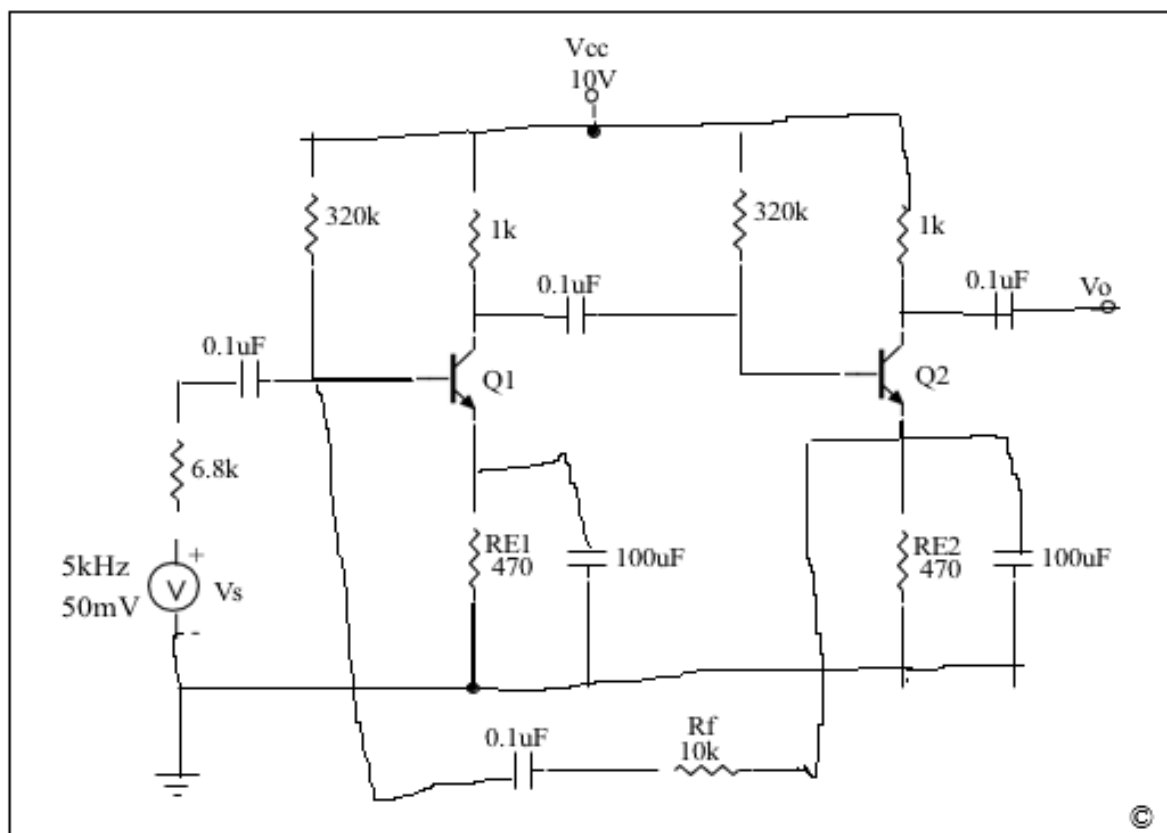 Vcc
10V
320k
1k
320k
1k
0.1uF
0.1uF
Vo
0.1uF
Q1
Q2
6.8k
5kHz
50mV
+
V
Vs
--
RE1
470
100uF
RE2
470
100uF
0.1uF
Rf
10k
©